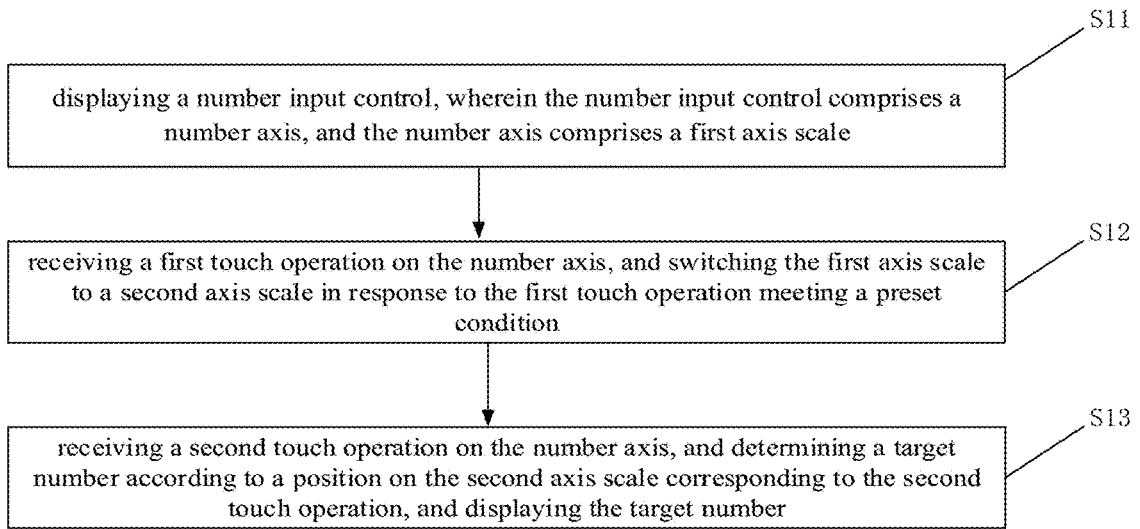 S11
displaying a number input control, wherein the number input control comprises a
number axis, and the number axis comprises a first axis scale
S12
receiving a first touch operation on the number axis, and switching the first axis scale
to a second axis scale in response to the first touch operation meeting a preset
condition
S13
receiving a second touch operation on the number axis, and determining a target
number according to a position on the second axis scale corresponding to the second
touch operation, and displaying the target number